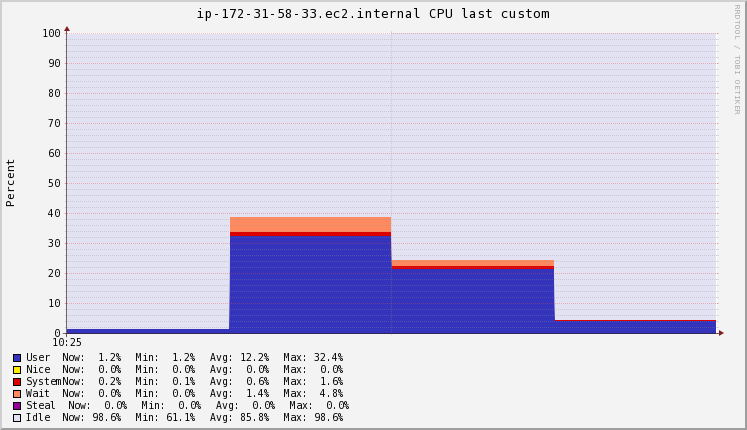 ip-172-31-58-33.ec2.internal CPU last custom
RRDTOOL / TOBI OETIKER
Percent
100
90
80
70
60
50
40
30
20
10
0
10:25
User Now: 1.2% Min: 1.2% Avg: 12.2% Max: 32.4%
Nice Now: 0.0% Min: 0.0% Avg: 0.0% Max: 0.0%
System Now: 0.2% Min: 0.1% Avg: 0.6% Max: 1.6%
Wait Now: 0.0% Min: 0.0% Avg: 1.4% Max: 4.8%
Steal Now: 0.0% Min: 0.0% Avg: 0.0% Max: 0.0%
Idle Now: 98.6% Min: 61.1% Avg: 85.8% Max: 98.6%